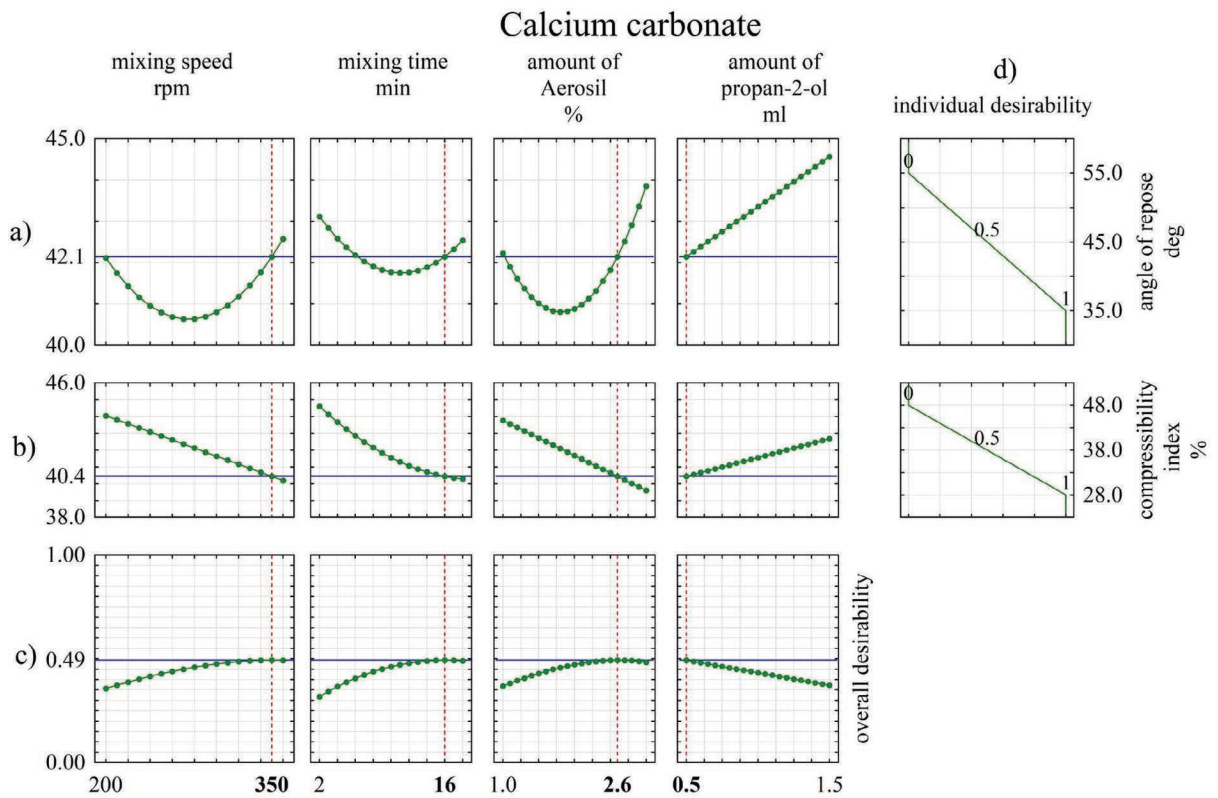 Calcium carbonate
mixing speed
rpm
mixing time
min
amount of
Aerosil
%
amount of
propan-2-ol
ml
d)
individual desirability
a)
45.0
42.1
40.0
0
0.5
1
55.0
45.0
35.0
angle of repose
deg
b)
46.0
40.4
38.0
0
0.5
1
48.0
38.0
28.0
compressibility
index
%
c)
1.00
0.49
0.00
overall desirability
200
350
2
16
1.0
2.6
0.5
1.5